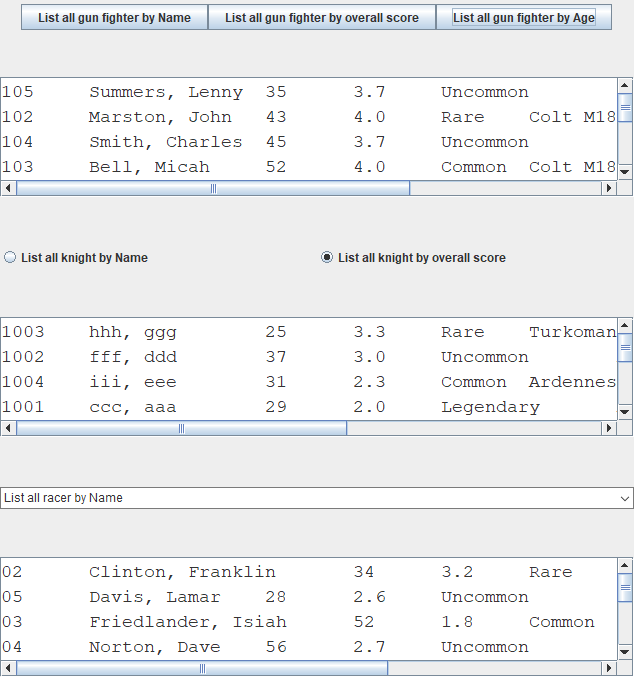 List all gun fighter by Name List all gun fighter by overall score List all gun fighter by Age
105 Summers, Lenny 35 3.7 Uncommon
102 Marston, John 43 4.0 Rare Colt M18
104 Smith, Charles 45 3.7 Uncommon
103 Bell, Micah 52 4.0 Common Colt M18
List all knight by Name List all knight by overall score
1003 hhh, ggg 25 3.3 Rare Turkoman
1002 fff, ddd 37 3.0 Uncommon
1004 iii, eee 31 2.3 Common Ardennes
1001 ccc, aaa 29 2.0 Legendary
List all racer by Name
02 Clinton, Franklin 34 3.2 Rare
05 Davis, Lamar 28 2.6 Uncommon
03 Friedlander, Isiah 52 1.8 Common
04 Norton, Dave 56 2.7 Uncommon